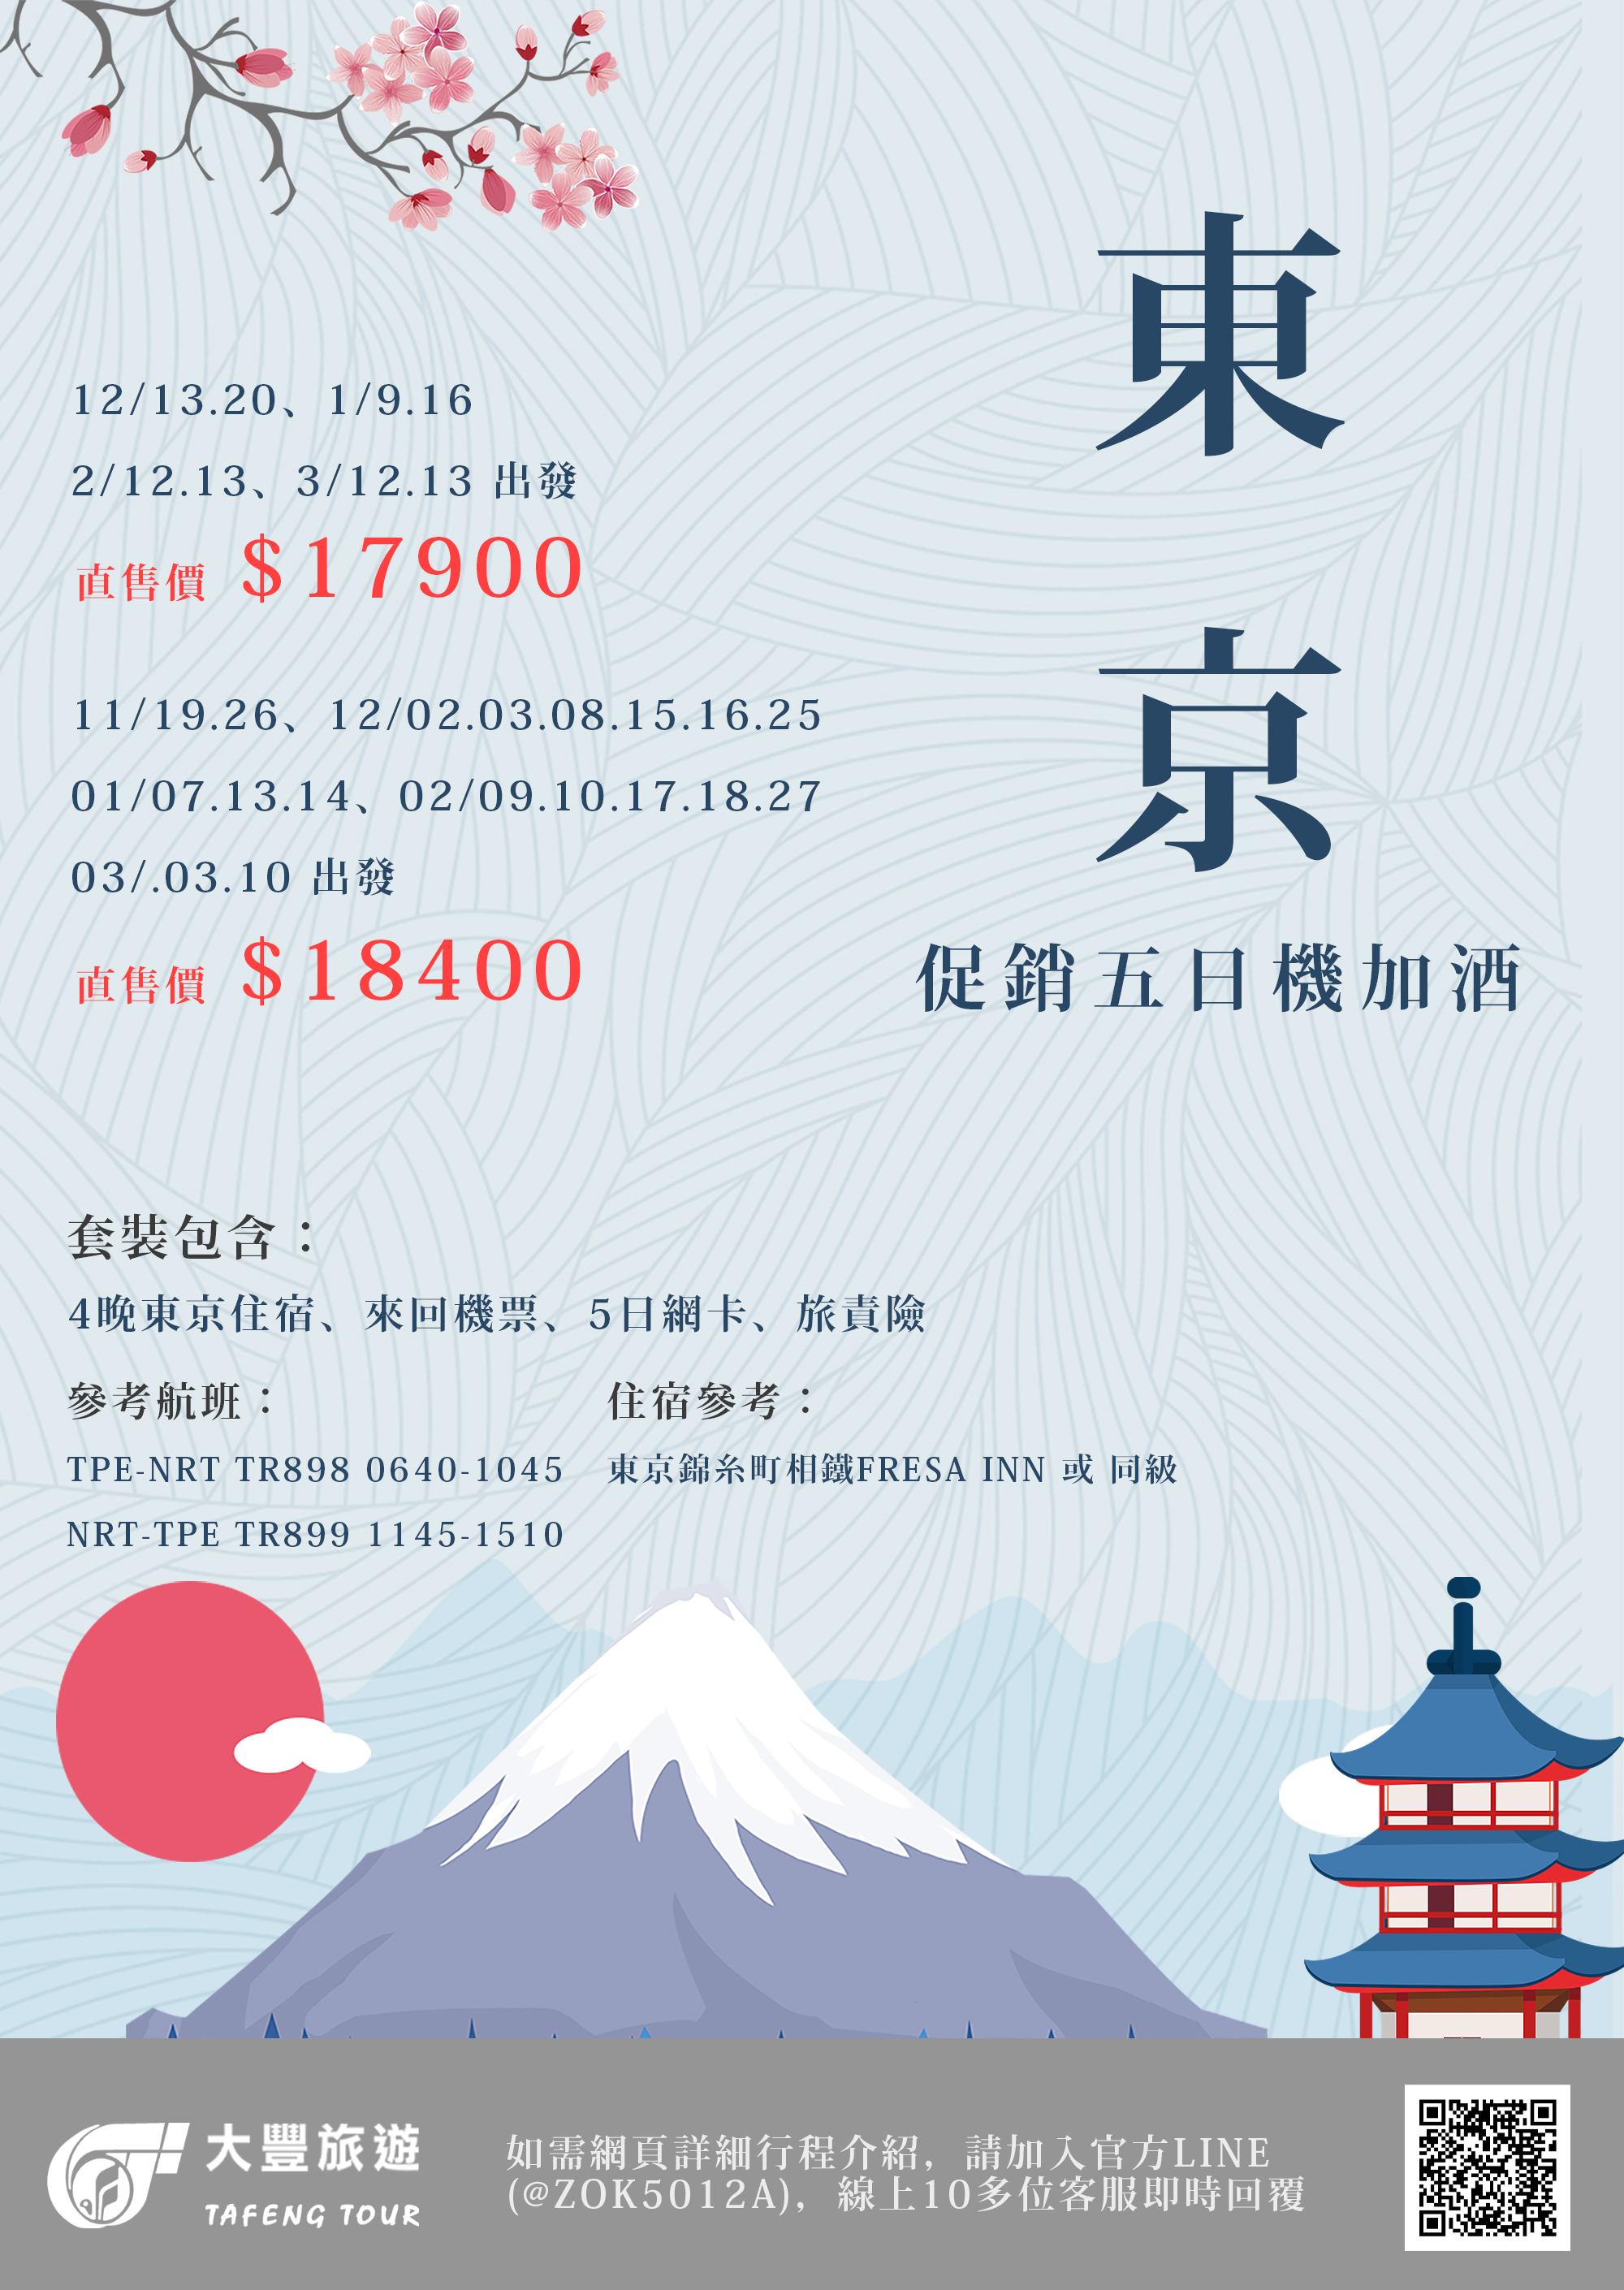 東
京
促銷五日機加酒
12/13.20、1/9.16
2/12.13、3/12.13 出發
直售價 $17900
11/19.26、12/02.03.08.15.16.25
01/07.13.14、02/09.10.17.18.27
03/.03.10 出發
直售價 $18400
套裝包含：
4晚東京住宿、來回機票、5日網卡、旅責險
參考航班：
TPE-NRT TR898 0640-1045
NRT-TPE TR899 1145-1510
住宿參考：
東京錦糸町相鐵FRESA INN 或 同級
大豐旅遊
TAFENG TOUR
如需網頁詳細行程介紹，請加入官方LINE
(@ZOK5012A)，線上10多位客服即時回覆